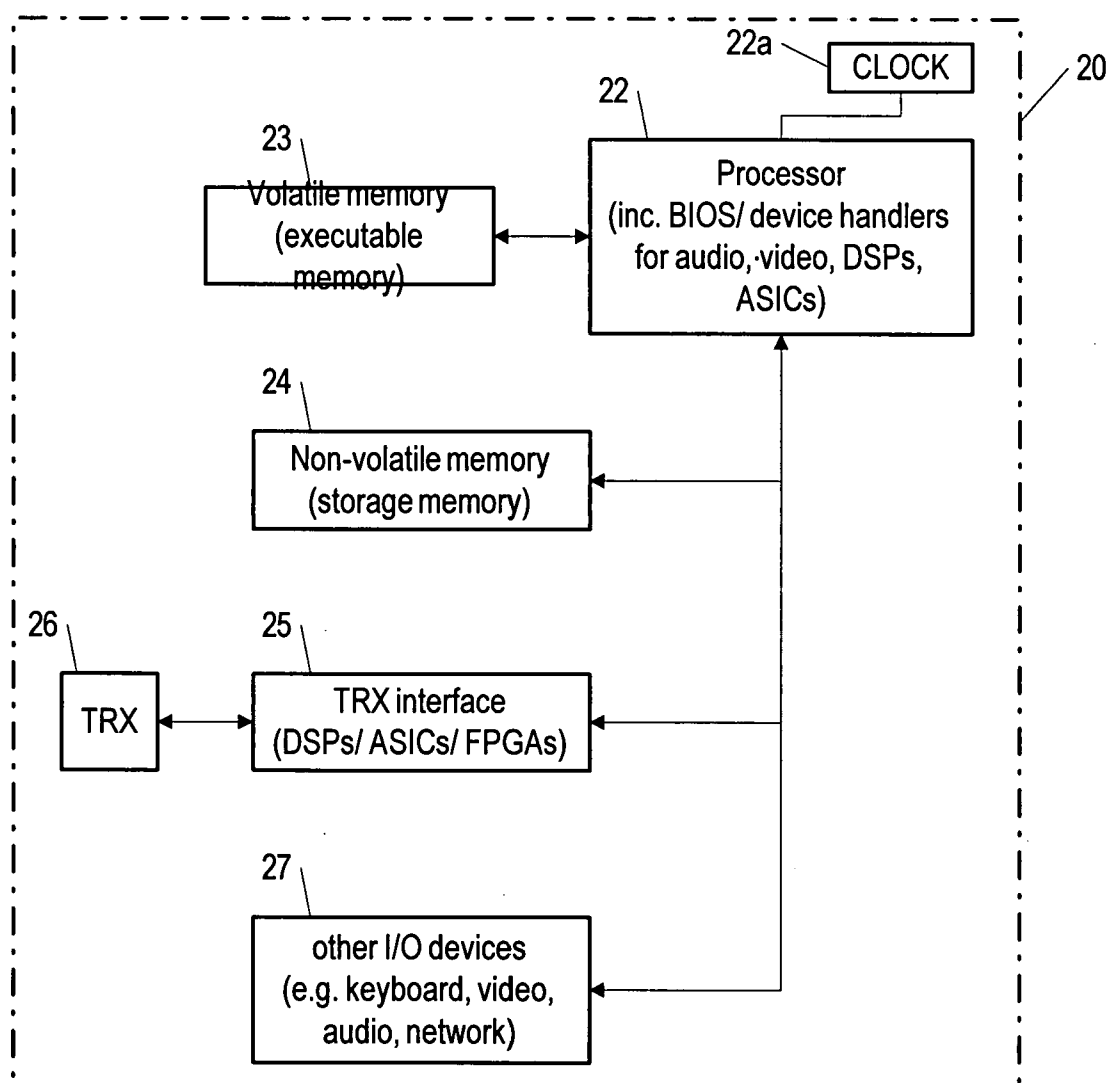 22a
CLOCK
20
22
23
Processor
(inc. BIOS/ device handlers
for audio, video, DSPs,
ASICs)
Volatile memory
(executable
memory)
24
Non-volatile memory
(storage memory)
26
25
TRX
TRX interface
(DSPs/ ASICs/ FPGAs)
27
other I/O devices
(e.g. keyboard, video,
audio, network)